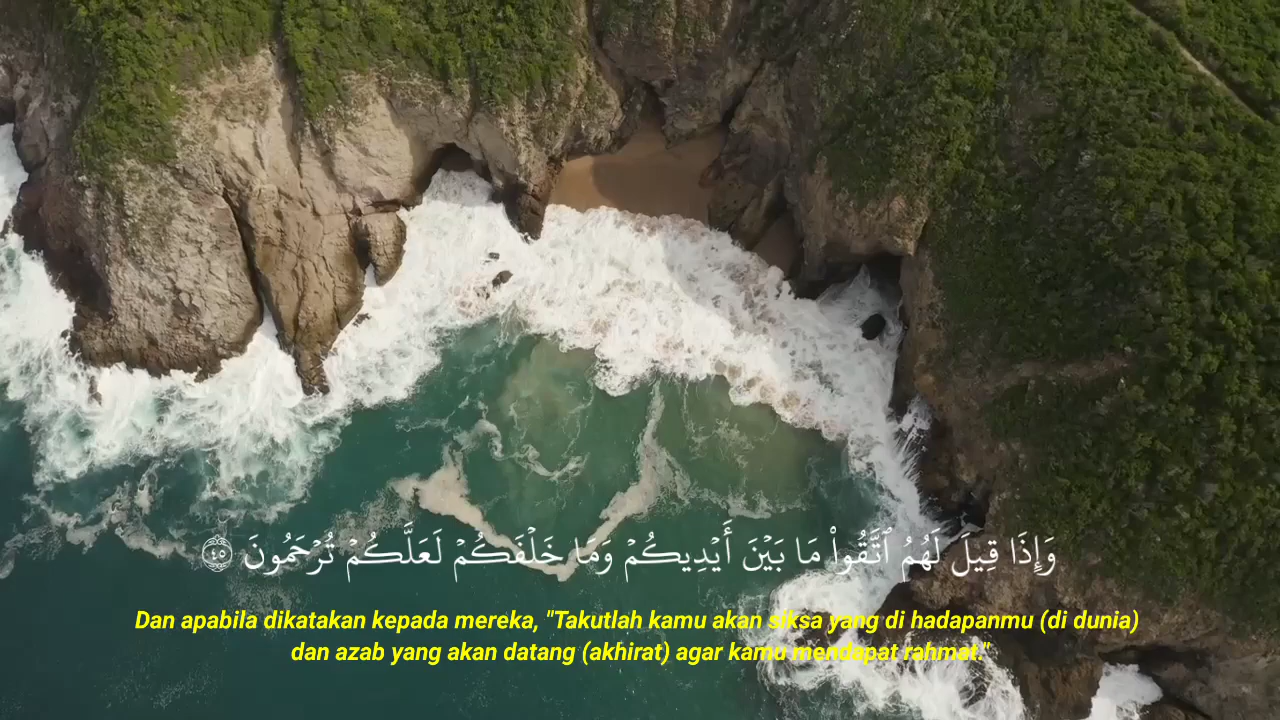 وَإِذَا قِيلَ لَهُمُ ٱتَّقُوا۟ مَا بَيْنَ أَيْدِيكُمْ وَمَا خَلْفَكُمْ لَعَلَّكُمْ تُرْحَمُونَ ٤٥
Dan apabila dikatakan kepada mereka, "Takutlah kamu akan siksa yang di hadapanmu (di dunia)
dan azab yang akan datang (akhirat) agar kamu mendapat rahmat."